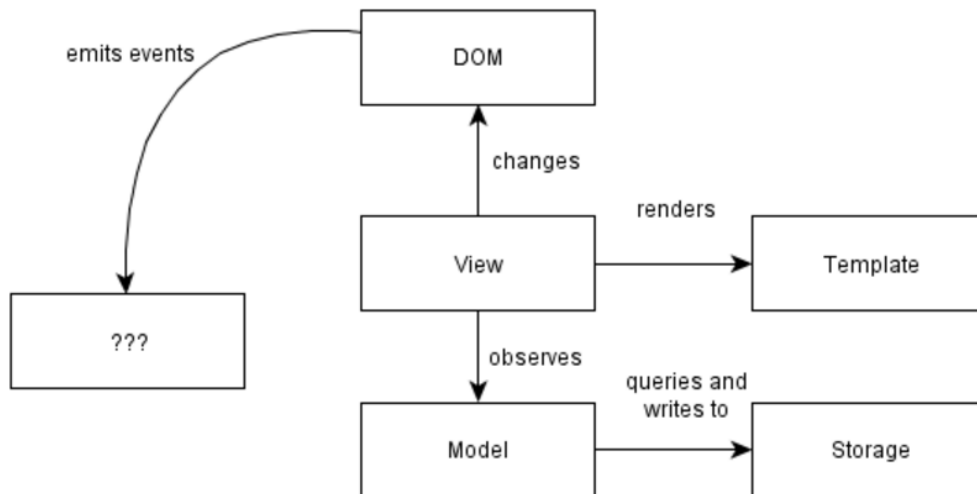 DOM
emits events
changes
renders
View
Template
???
observes
queries and
writes to
Model
Storage